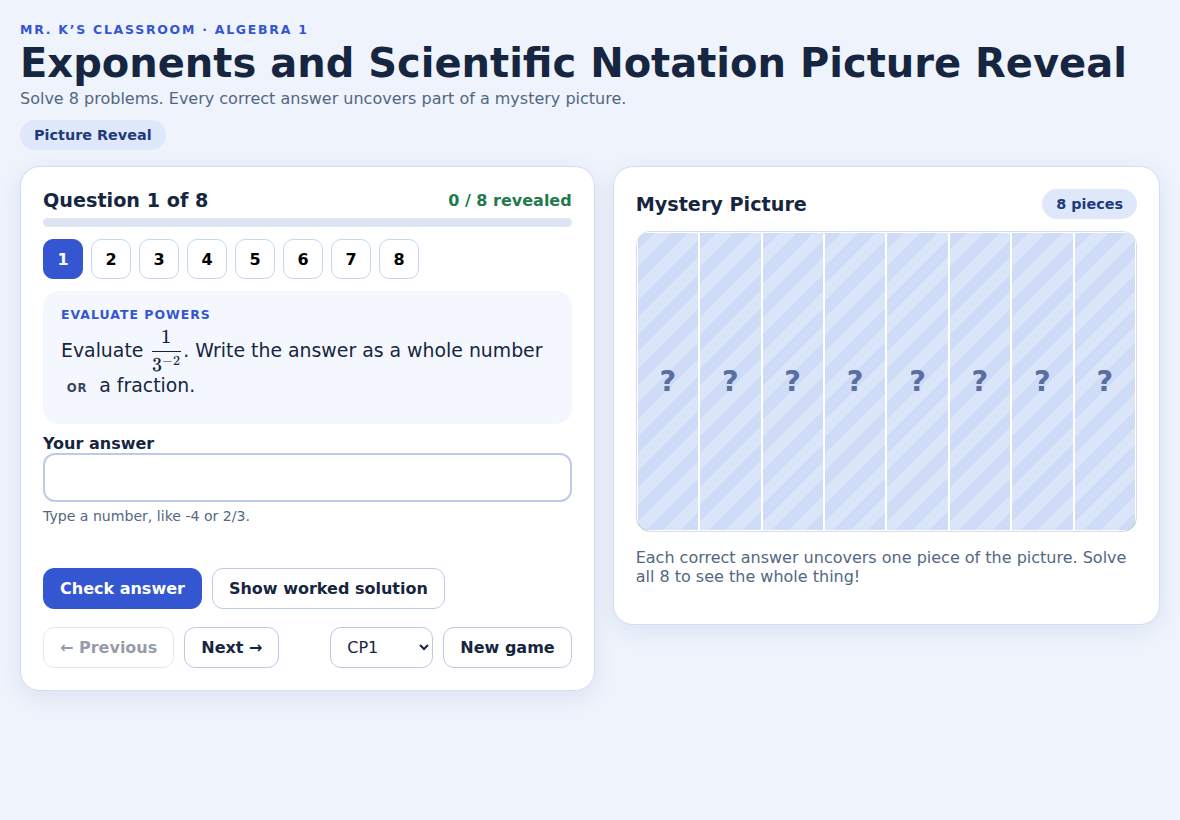 MR. K'S CLASSROOM · ALGEBRA 1
Exponents and Scientific Notation Picture Reveal
Solve 8 problems. Every correct answer uncovers part of a mystery picture.
Picture Reveal
Question 1 of 8
0 / 8 revealed
1 2 3 4 5 6 7 8
EVALUATE POWERS
Evaluate 1/3⁻². Write the answer as a whole number
OR a fraction.
Your answer
Type a number, like -4 or 2/3.
Check answer
Show worked solution
← Previous
Next →
CP1
New game
Mystery Picture
8 pieces
? ? ? ? ? ? ? ?
Each correct answer uncovers one piece of the picture. Solve
all 8 to see the whole thing!